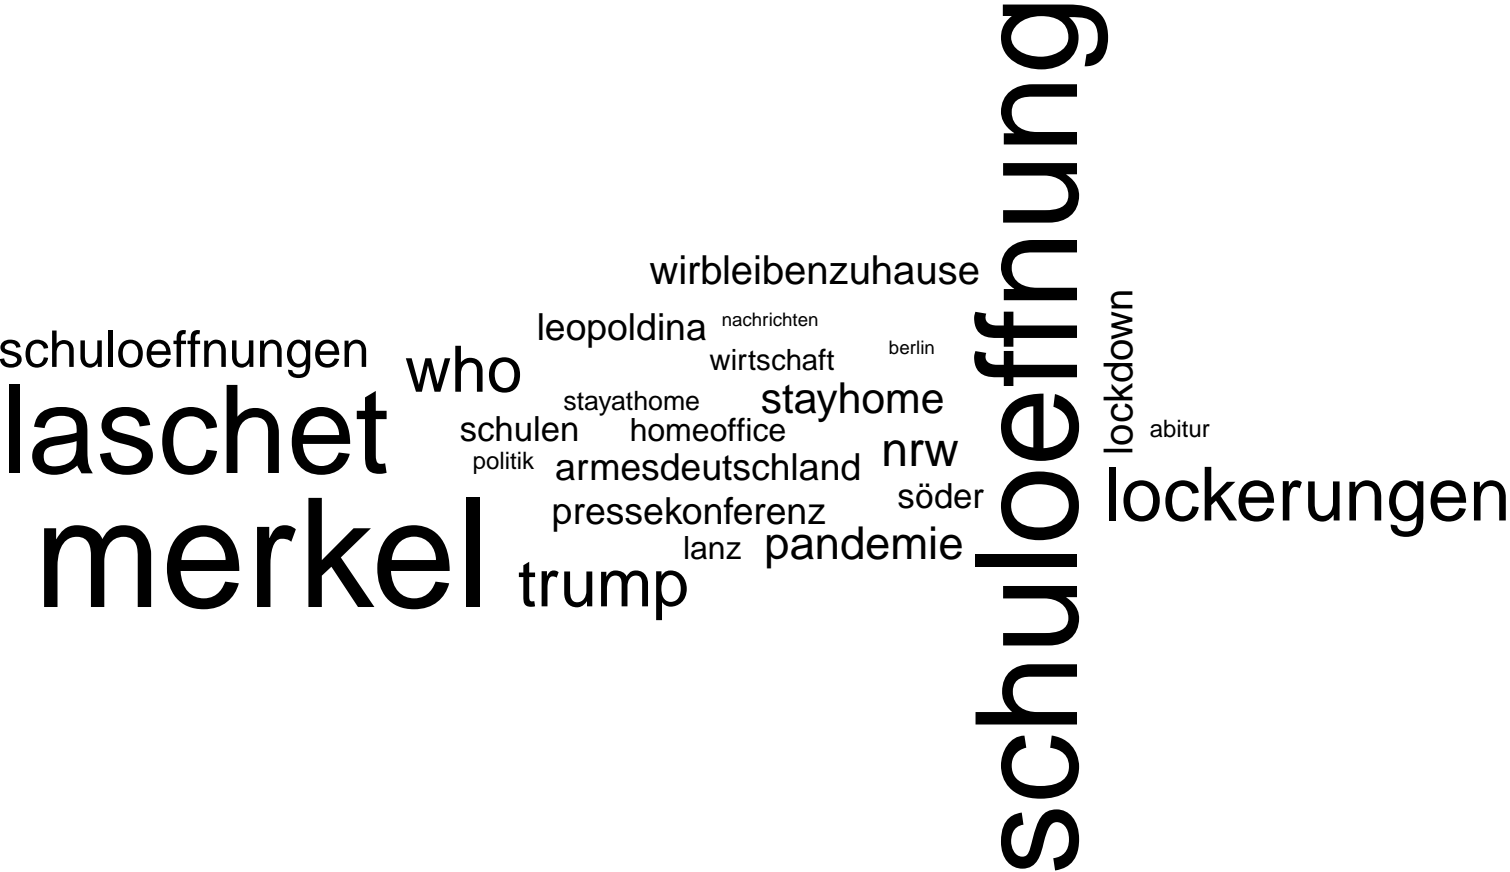 schuloeffnung
wirbleibenzuhause
leopoldina
nachrichten
lockdown
schuloeffnungen
who
wirtschaft
berlin
laschet
stayathome
stayhome
schulen
homeoffice
nrw
abitur
politik
armesdeutschland
söder
lockerungen
merkel
pressekonferenz
lanz
pandemie
trump